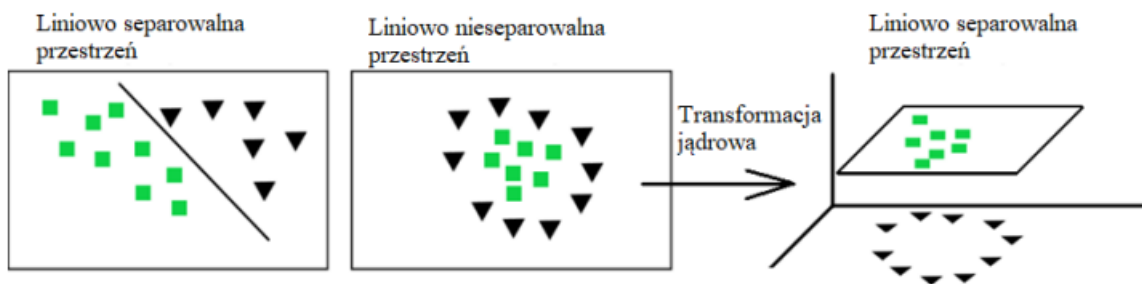 Liniowo separowalna
przestrzeń
Liniowo nieseparowalna
przestrzeń
Transformacja
jądrowa
Liniowo separowalna
przestrzeń